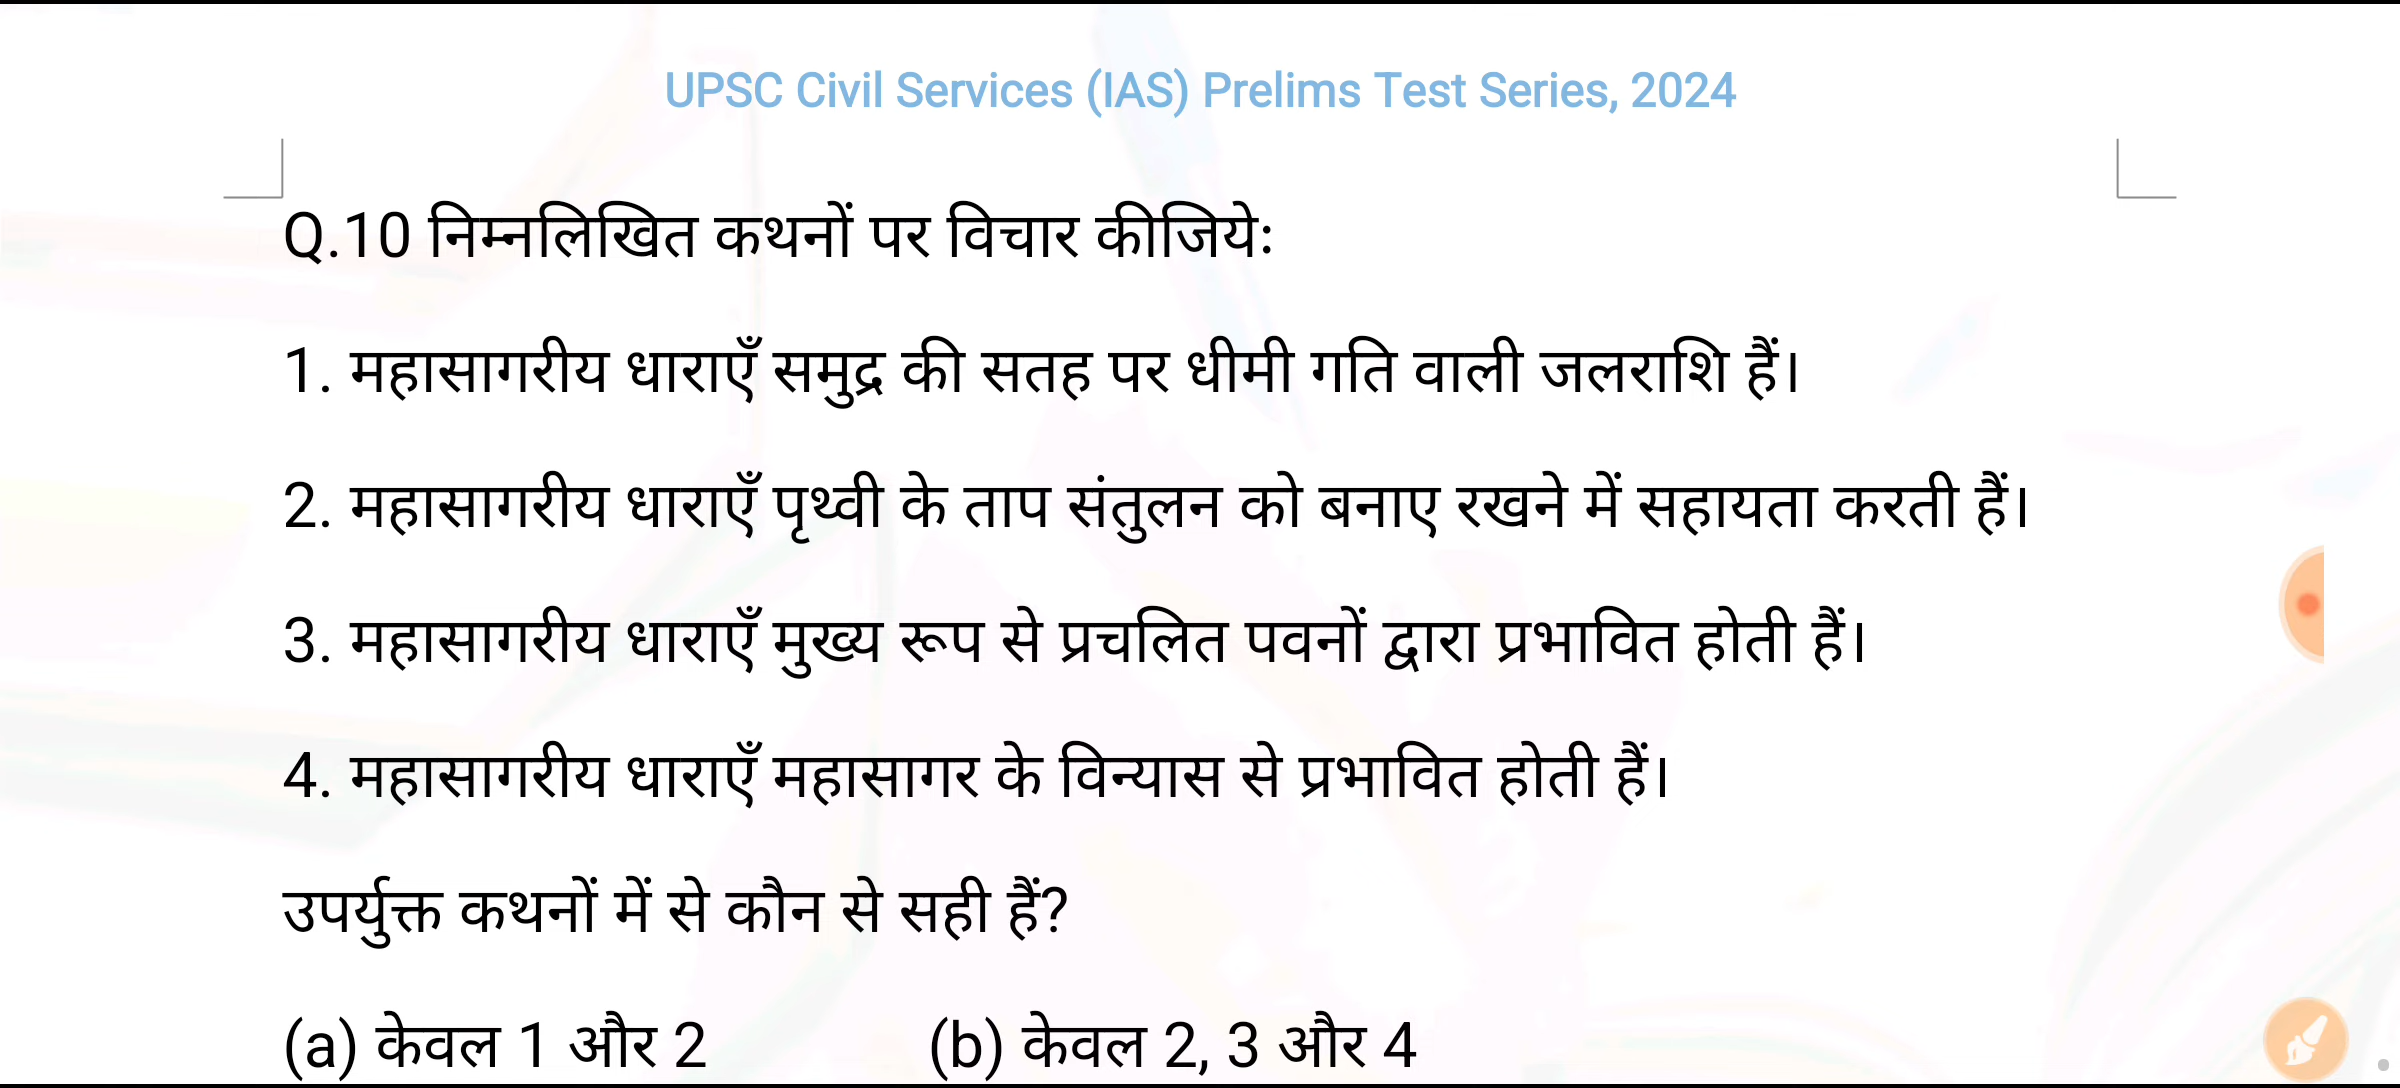 UPSC Civil Services (IAS) Prelims Test Series, 2024
Q.10 निम्नलिखित कथनों पर विचार कीजियेः
1. महासागरीय धाराएँ समुद्र की सतह पर धीमी गति वाली जलराशि हैं।
2. महासागरीय धाराएँ पृथ्वी के ताप संतुलन को बनाए रखने में सहायता करती हैं।
3. महासागरीय धाराएँ मुख्य रूप से प्रचलित पवनों द्वारा प्रभावित होती हैं।
4. महासागरीय धाराएँ महासागर के विन्यास से प्रभावित होती हैं।
उपर्युक्त कथनों में से कौन से सही हैं?
(a) केवल 1 और 2 (b) केवल 2, 3 और 4